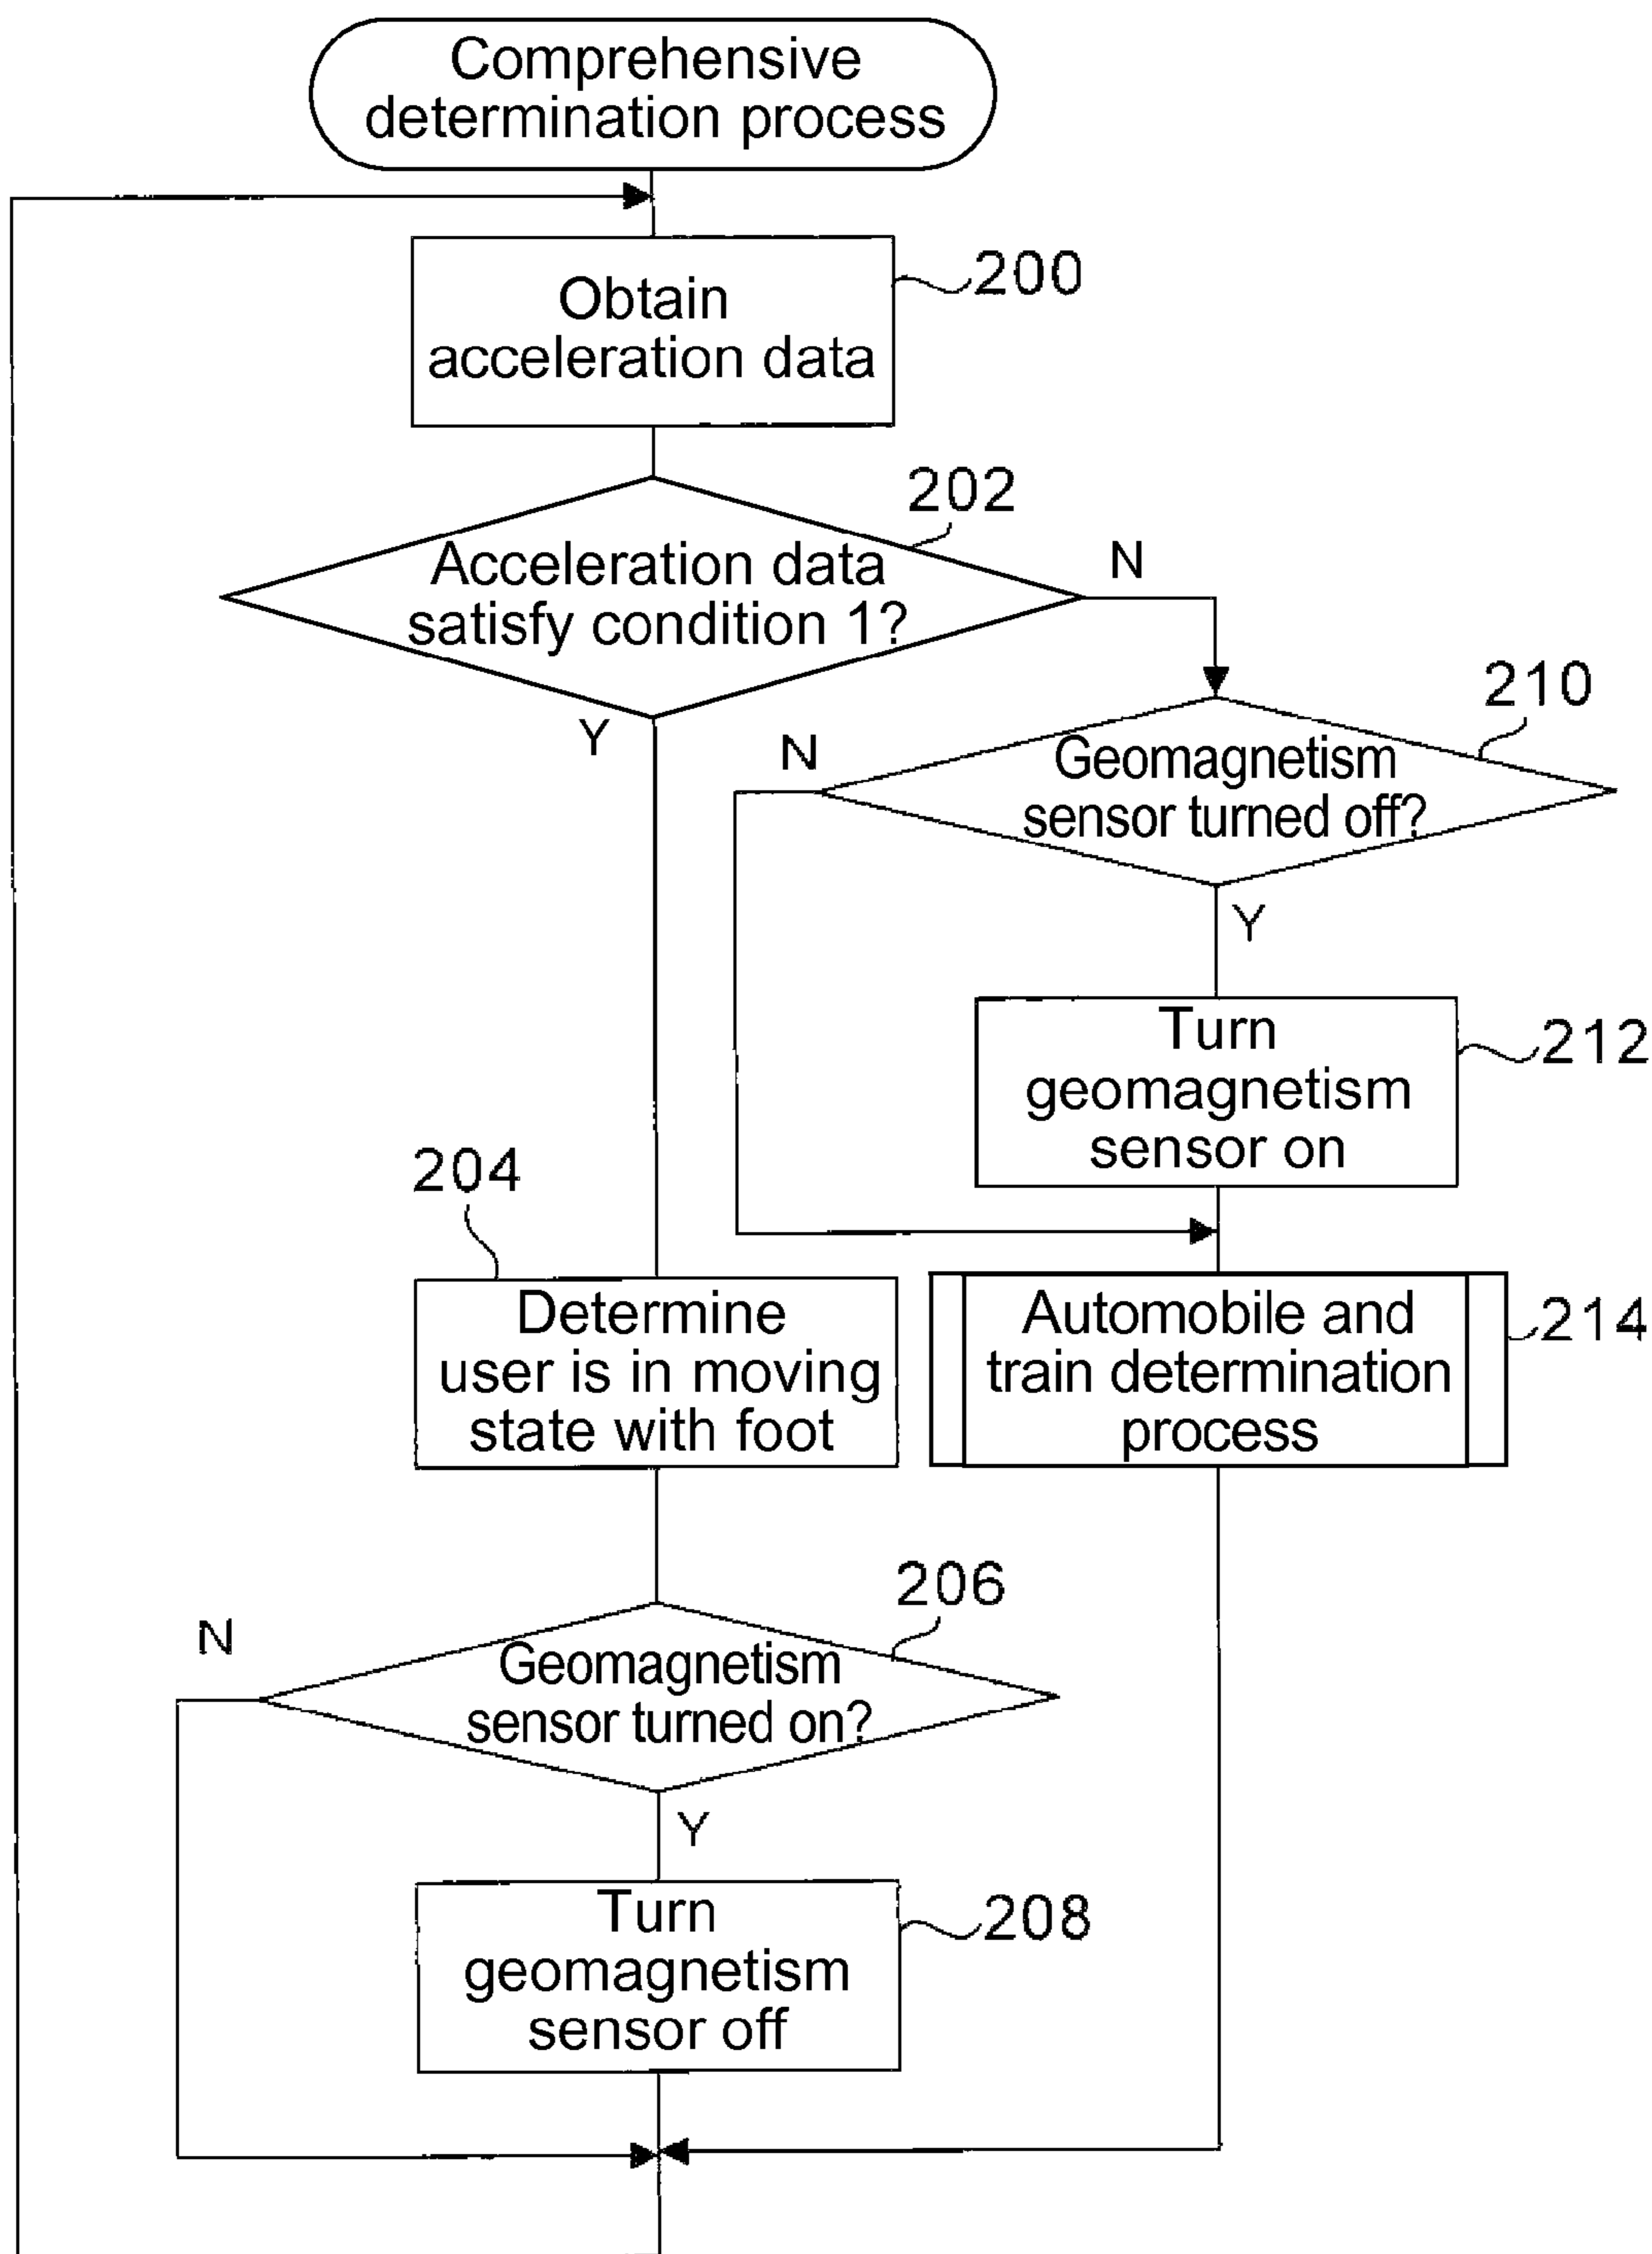 Comprehensive
determination process
Obtain
acceleration data
200
Acceleration data
satisfy condition 1?
202
N
Y
Geomagnetism
sensor turned off?
210
N
Y
Turn
geomagnetism
sensor on
212
204
Determine
user is in moving
state with foot
Automobile and
train determination
process
214
206
N
Geomagnetism
sensor turned on?
Y
Turn
geomagnetism
sensor off
208